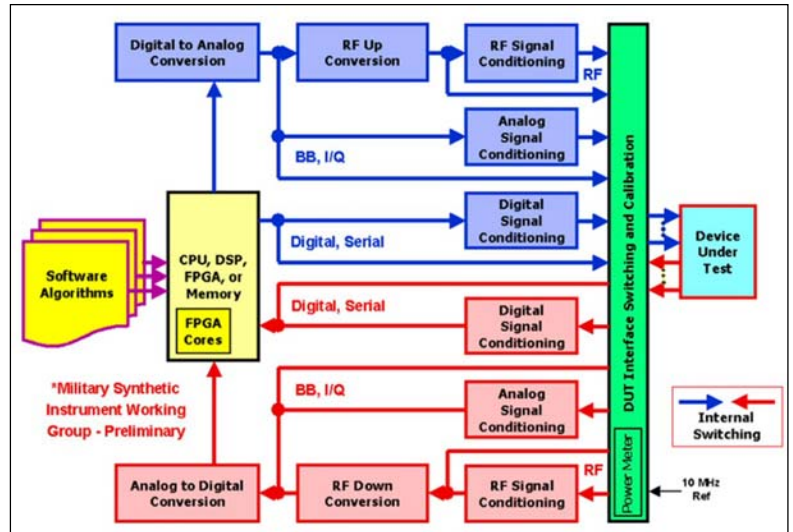 Digital to Analog
Conversion
RF Up
Conversion
RF Signal
Conditioning
RF
Analog
Signal
Conditioning
BB, I/Q
Digital
Signal
Conditioning
Digital, Serial
Software
Algorithms
CPU, DSP,
FPGA, or
Memory
FPGA
Cores
DUT Interface Switching and Calibration
Device
Under
Test
Digital, Serial
Digital
Signal
Conditioning
*Military Synthetic
Instrument Working
Group - Preliminary
BB, I/Q
Analog
Signal
Conditioning
Internal
Switching
Analog to Digital
Conversion
RF Down
Conversion
RF Signal
Conditioning
RF
Power Meter
10 MHz
Ref